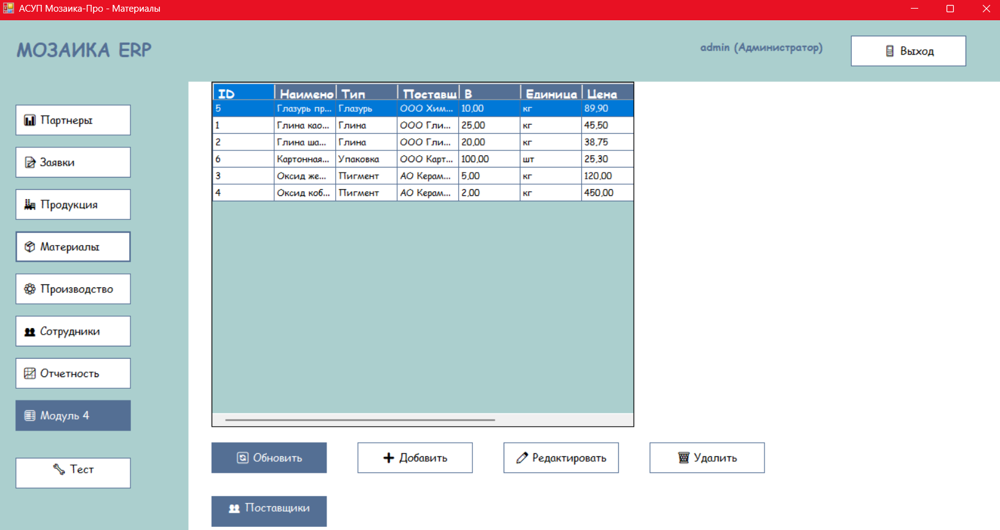 АСУП Мозаика-Про - Материалы
МОЗАИКА ERP
admin (Администратор)
Выход
Партнеры
Заявки
Продукция
Материалы
Производство
Сотрудники
Отчетность
Модуль 4
Тест
ID Наимено Тип Поставщ В Единица Цена
5 Глазурь пр... Глазурь ООО Хим... 10,00 кг 89,90
1 Глина као... Глина ООО Гли... 25,00 кг 45,50
2 Глина ша... Глина ООО Гли... 20,00 кг 38,75
6 Картонная... Упаковка ООО Карт... 100,00 шт 25,30
3 Оксид же... Пигмент АО Керам... 5,00 кг 120,00
4 Оксид коб... Пигмент АО Керам... 2,00 кг 450,00
Обновить
Добавить
Редактировать
Удалить
Поставщики